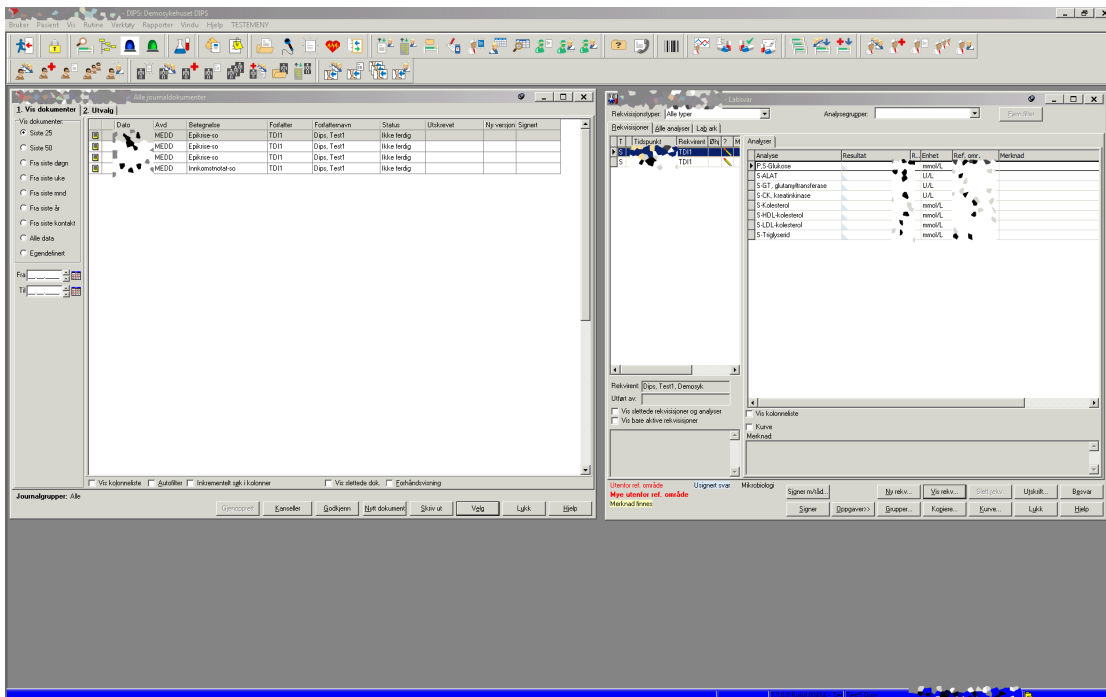 - DIPS: Demosykehuset DIPS
Bruker Pasient Vis Rutine Verktøy Rapporter Vindu Hjelp TESTEMENY
- Alle journaldokumenter
1. Vis dokumenter 2. Utvalg
Vis dokumenter:
Siste 25
Siste 50
Fra siste døgn
Fra siste uke
Fra siste mnd
Fra siste år
Fra siste kontakt
Alle data
Egendefinert
Fra
Til
Dato Avd Betegnelse Forfatter Forfatternavn Status Utskrevet Ny versjon Signert
MEDD Epikrise-so TDI1 Dips, Test1 Ikke ferdig
MEDD Epikrise-so TDI1 Dips, Test1 Ikke ferdig
MEDD Epikrise-so TDI1 Dips, Test1 Ikke ferdig
MEDD Innkomstnotat-so TDI1 Dips, Test1 Ikke ferdig
Vis kolonneliste Autofilter Inkrementelt søk i kolonner Vis slettede dok. Forhåndsvisning
Journalgrupper: Alle
Gjenopprett Kanseller Godkjenn Nytt dokument Skriv ut Velg Lukk Hjelp
- Labsvar
Rekvisisjonstyper: Alle typer Analysegrupper: Fjern filter
Rekvisisjoner Alle analyser Lab ark
T Tidspunkt Rekvirent Øhj ? M
S TDI1
S TDI1
Rekvirent: Dips, Test1, Demosyk
Utført av:
Vis slettede rekvisisjoner og analyser
Vis bare aktive rekvisisjoner
Analyser
Analyse Resultat R.. Enhet Ref. omr. Merknad
P,S-Glukose mmol/L
S-ALAT U/L
S-GT, glutamyltransferase U/L
S-CK, kreatinkinase U/L
S-Kolesterol mmol/L
S-HDL-kolesterol mmol/L
S-LDL-kolesterol mmol/L
S-Triglyserid mmol/L
Vis kolonneliste
Kurve
Merknad:
Utenfor ref. område Usignert svar Mikrobiologi
Mye utenfor ref. område
Merknad finnes
Signer m/råd... Ny rekv... Vis rekv... Slett rekv. Utskrift... Besvar
Signer Oppgaver>> Grupper... Kopiere... Kurve... Lukk Hjelp